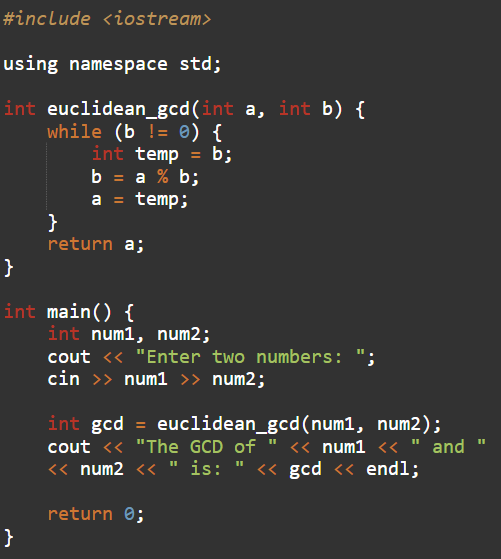 #include <iostream>
using namespace std;
int euclidean_gcd(int a, int b) {
while (b != 0) {
int temp = b;
b = a % b;
a = temp;
}
return a;
}
int main() {
int num1, num2;
cout << "Enter two numbers: ";
cin >> num1 >> num2;
int gcd = euclidean_gcd(num1, num2);
cout << "The GCD of " << num1 << " and "
<< num2 << " is: " << gcd << endl;
return 0;
}